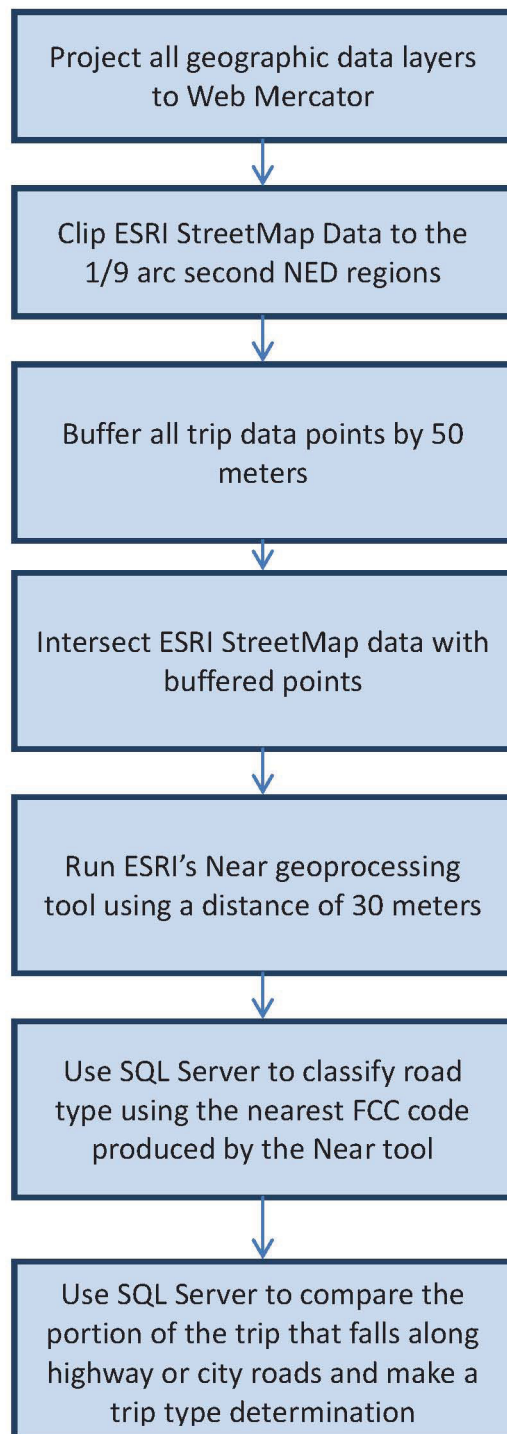 Project all geographic data layers
to Web Mercator
Clip ESRI StreetMap Data to the
1/9 arc second NED regions
Buffer all trip data points by 50
meters
Intersect ESRI StreetMap data with
buffered points
Run ESRI’s Near geoprocessing
tool using a distance of 30 meters
Use SQL Server to classify road
type using the nearest FCC code
produced by the Near tool
Use SQL Server to compare the
portion of the trip that falls along
highway or city roads and make a
trip type determination